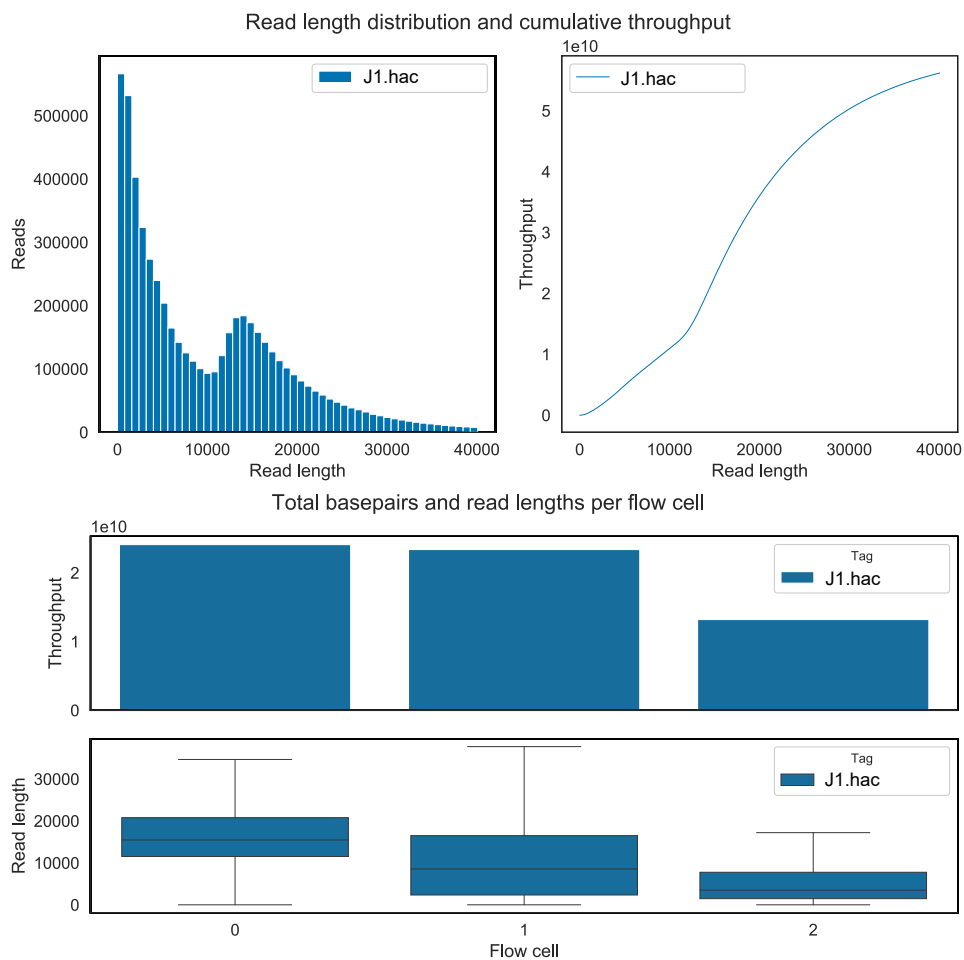 Read length distribution and cumulative throughput
J1.hac
500000
400000
300000
200000
100000
0
Reads
0 10000 20000 30000 40000
Read length
1e10
J1.hac
5
4
3
2
1
0
Throughput
0 10000 20000 30000 40000
Read length
Total basepairs and read lengths per flow cell
1e10
Tag
J1.hac
2
1
0
Throughput
Tag
J1.hac
30000
20000
10000
0
Read length
0 1 2
Flow cell